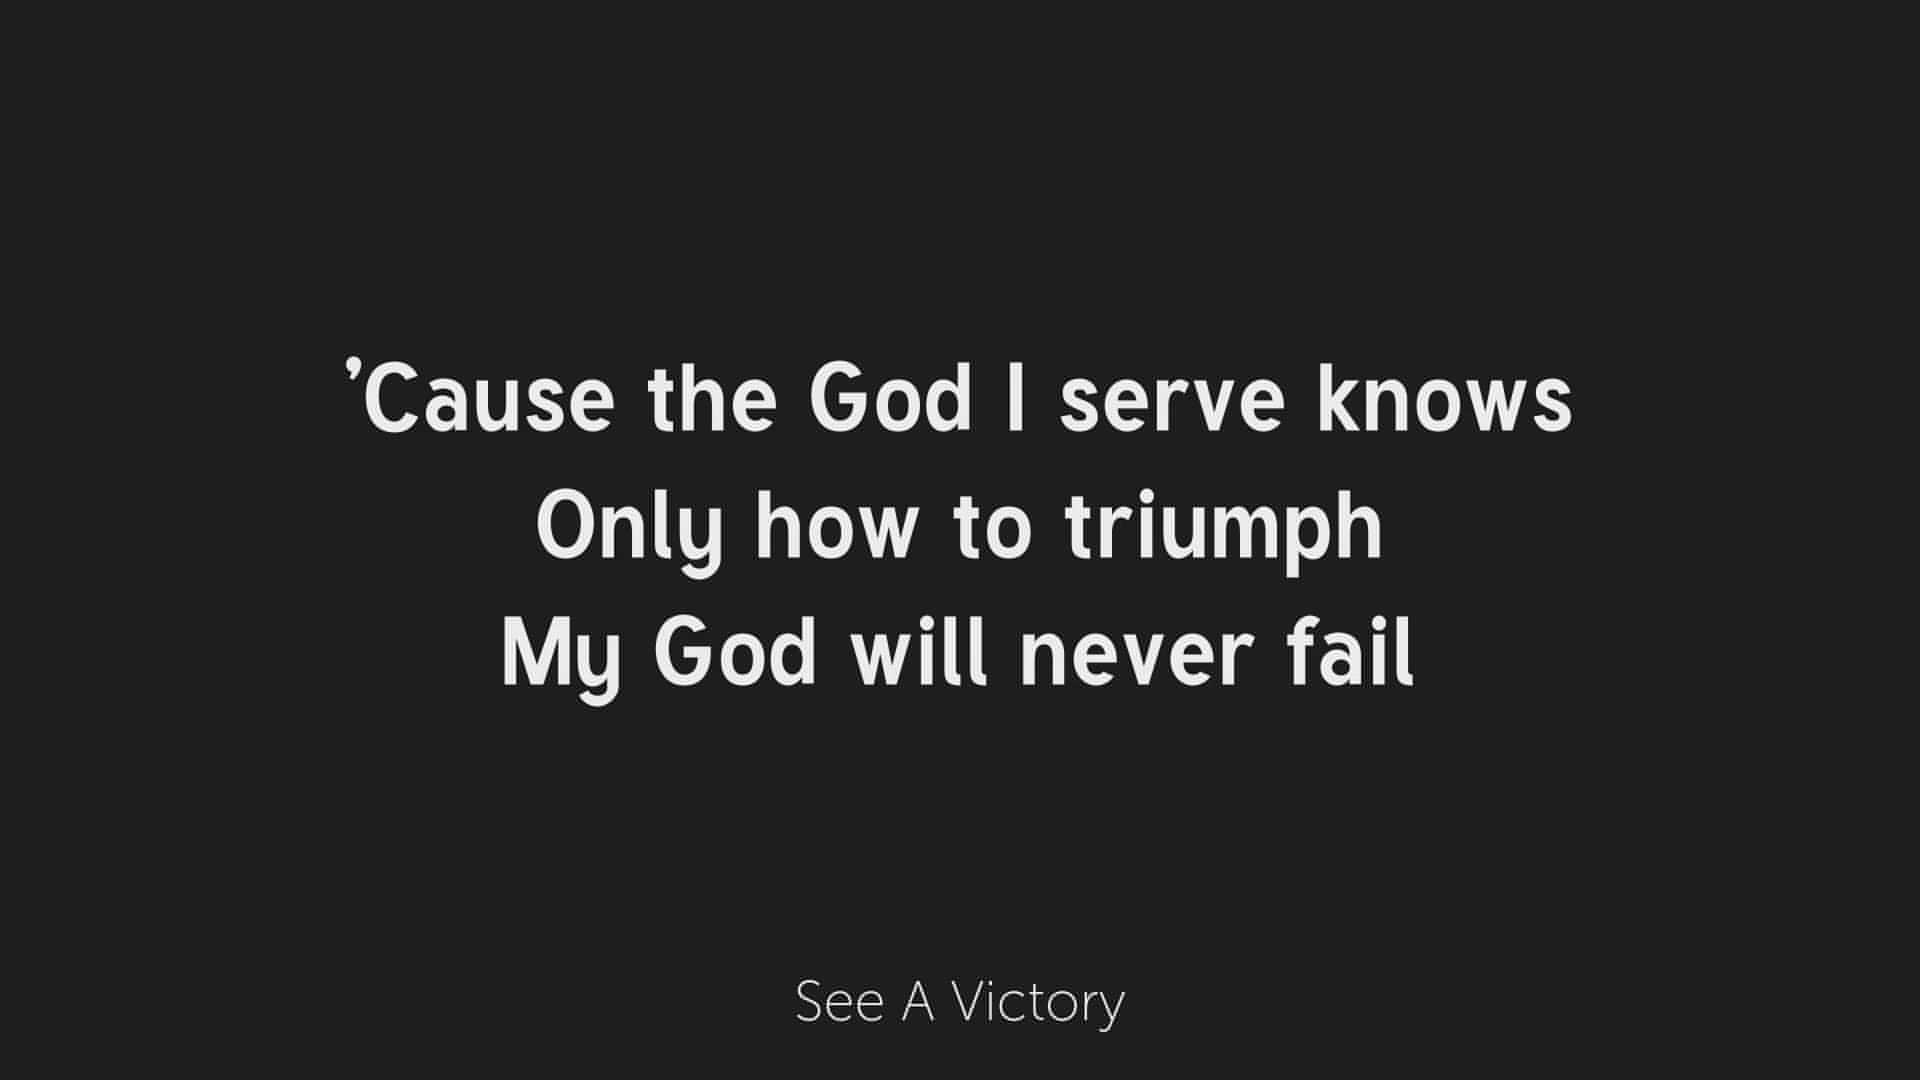 ’Cause the God I serve knows
Only how to triumph
My God will never fail
See A Victory